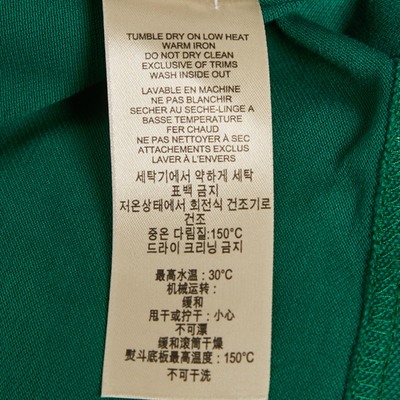 TUMBLE DRY ON LOW HEAT
WARM IRON
DO NOT DRY CLEAN
EXCLUSIVE OF TRIMS
WASH INSIDE OUT
LAVABLE EN MACHINE
NE PAS BLANCHIR
SECHER AU SECHE-LINGE A
BASSE TEMPERATURE
FER CHAUD
NE PAS NETTOYER À SEC
ATTACHEMENTS EXCLUS
LAVER À L'ENVERS
세탁기에서 약하게 세탁
표백 금지
저온상태에서 회전식 건조기로
건조
중온 다림질:150°C
드라이 크리닝 금지
最高水温：30°C
机械运转：
缓和
甩干或拧干：小心
不可漂
缓和滚筒干燥
熨斗底板最高温度：150°C
不可干洗